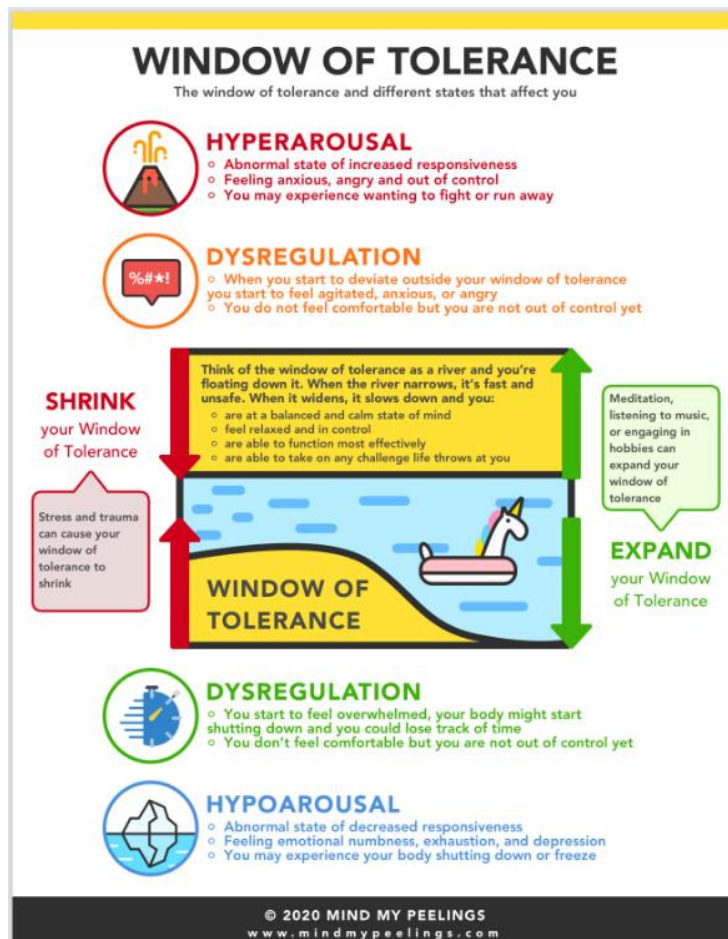 WINDOW OF TOLERANCE
The window of tolerance and different states that affect you
HYPERAROUSAL
○ Abnormal state of increased responsiveness
○ Feeling anxious, angry and out of control
○ You may experience wanting to fight or run away
%#*!
DYSREGULATION
○ When you start to deviate outside your window of tolerance
you start to feel agitated, anxious, or angry
○ You do not feel comfortable but you are not out of control yet
SHRINK
your Window
of Tolerance
Stress and trauma
can cause your
window of
tolerance to
shrink
Think of the window of tolerance as a river and you're
floating down it. When the river narrows, it's fast and
unsafe. When it widens, it slows down and you:
○ are at a balanced and calm state of mind
○ feel relaxed and in control
○ are able to function most effectively
○ are able to take on any challenge life throws at you
WINDOW OF
TOLERANCE
Meditation,
listening to music,
or engaging in
hobbies can
expand your
window of
tolerance
EXPAND
your Window
of Tolerance
DYSREGULATION
○ You start to feel overwhelmed, your body might start
shutting down and you could lose track of time
○ You don't feel comfortable but you are not out of control yet
HYPOAROUSAL
○ Abnormal state of decreased responsiveness
○ Feeling emotional numbness, exhaustion, and depression
○ You may experience your body shutting down or freeze
© 2020 MIND MY PEELINGS
www.mindmypeelings.com